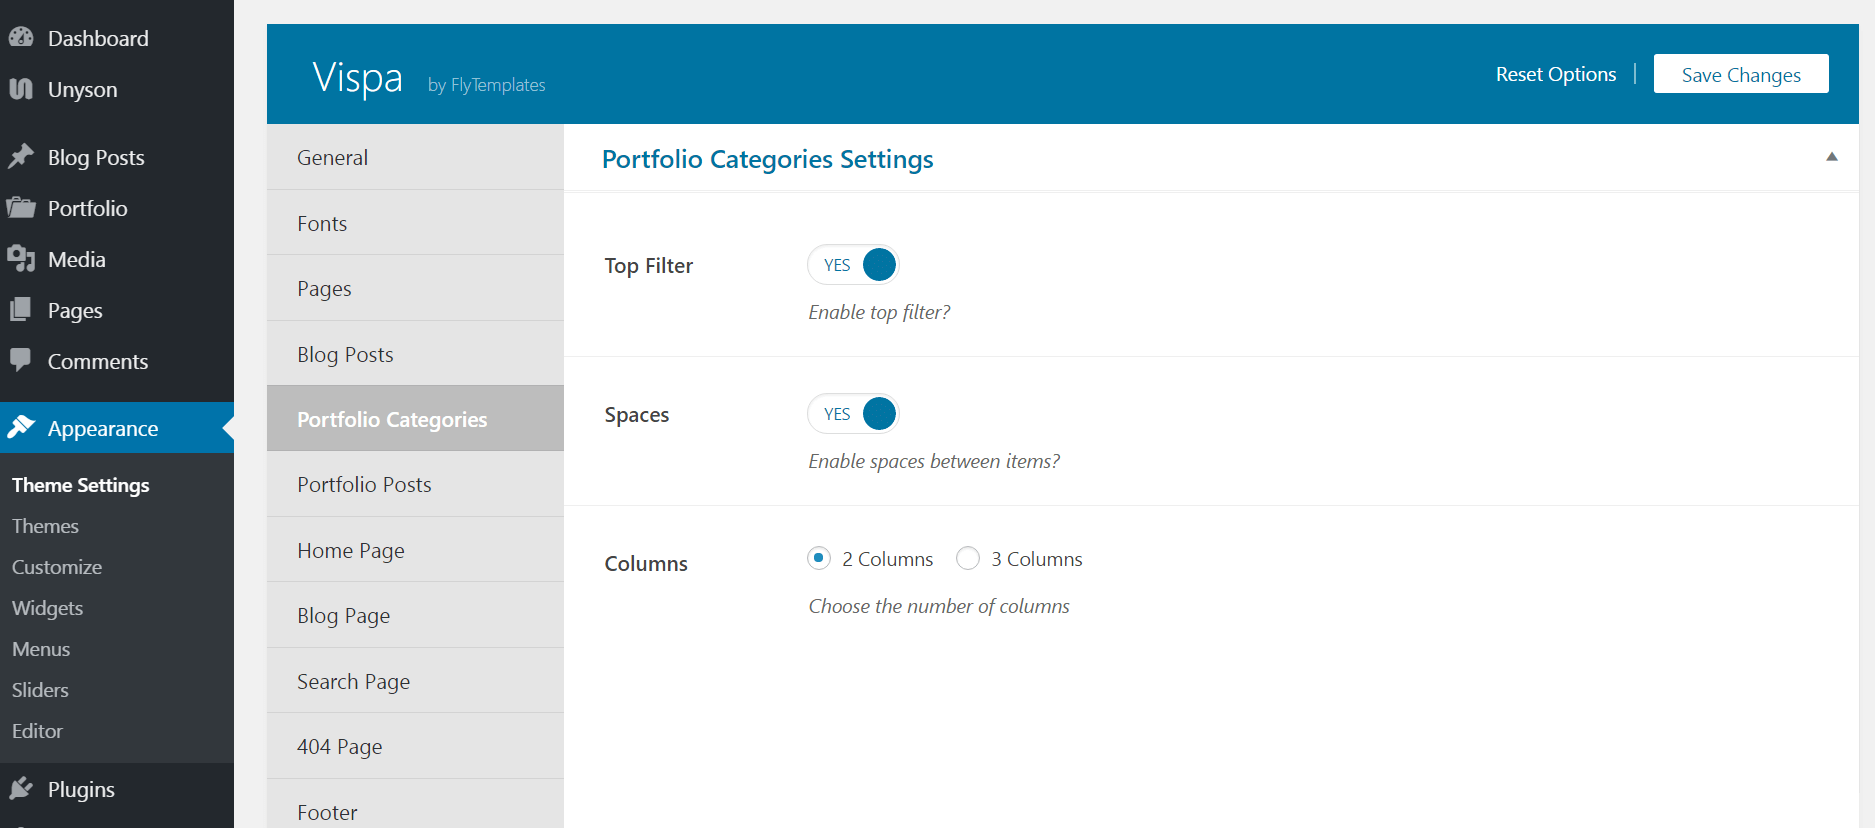 Dashboard
Unyson
Blog Posts
Portfolio
Media
Pages
Comments
Appearance
Theme Settings
Themes
Customize
Widgets
Menus
Sliders
Editor
Plugins
Vispa by FlyTemplates
Reset Options | Save Changes
General
Fonts
Pages
Blog Posts
Portfolio Categories
Portfolio Posts
Home Page
Blog Page
Search Page
404 Page
Footer
Portfolio Categories Settings
Top Filter YES
Enable top filter?
Spaces YES
Enable spaces between items?
Columns 2 Columns 3 Columns
Choose the number of columns